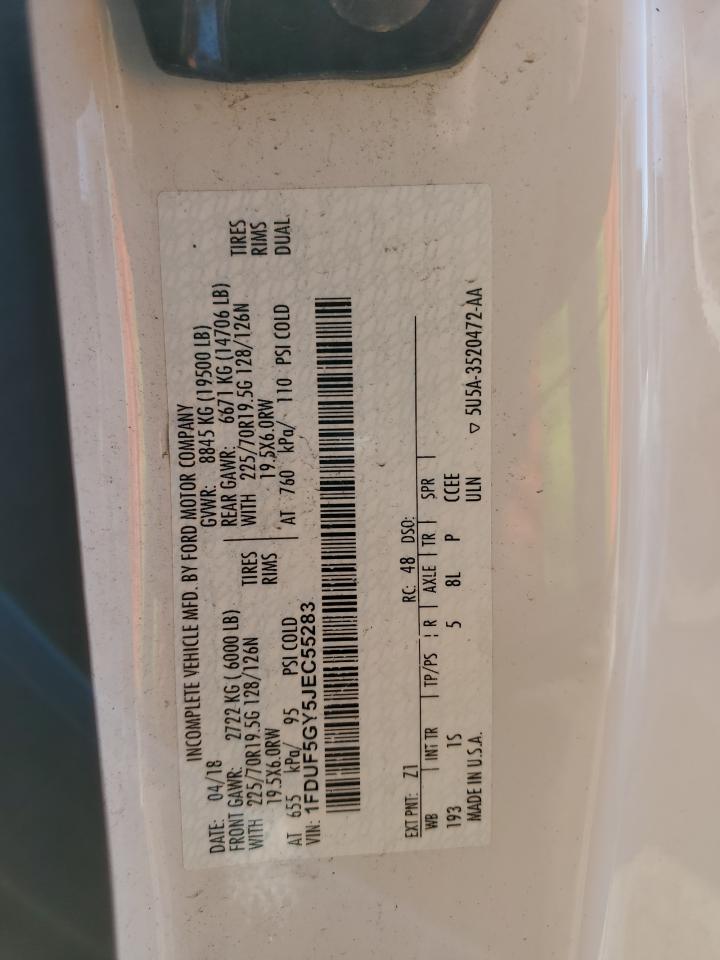 INCOMPLETE VEHICLE MFD. BY FORD MOTOR COMPANY
DATE: 04/18 GVWR: 8845 KG (19500 LB)
FRONT GAWR: 2722 KG ( 6000 LB) REAR GAWR: 6671 KG (14706 LB)
WITH 225/70R19.5G 128/126N TIRES WITH 225/70R19.5G 128/126N TIRES
19.5X6.0RW RIMS 19.5X6.0RW RIMS
AT 655 kPa/ 95 PSI COLD AT 760 kPa/ 110 PSI COLD DUAL
VIN: 1FDUF5GY5JEC55283
EXT PNT: Z1 RC: 48 DSO:
WB INT TR TP/PS R AXLE TR SPR
193 1S 5 8L P CCEE
MADE IN U.S.A. ULN
▽ 5U5A-3520472-AA